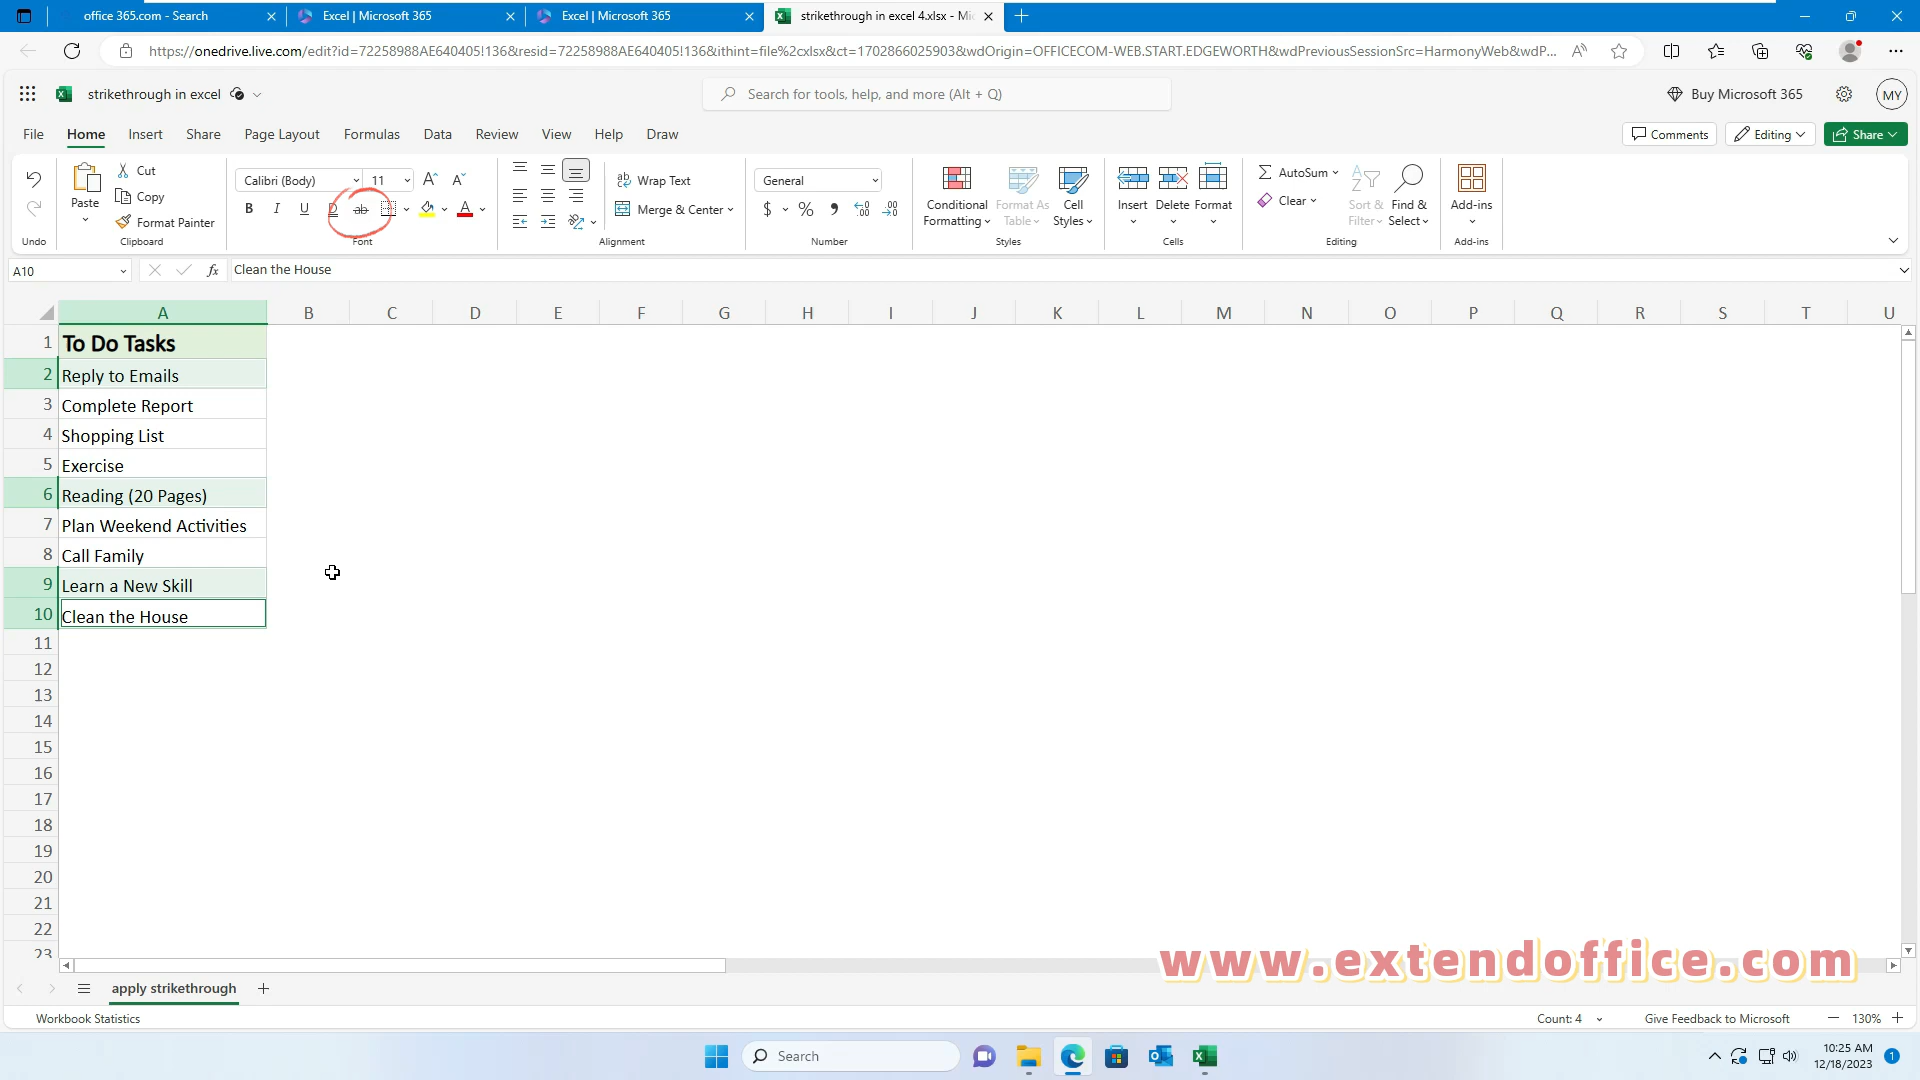 office 365.com - Search
Excel | Microsoft 365
Excel | Microsoft 365
strikethrough in excel 4.xlsx - Mic
https://onedrive.live.com/edit?id=72258988AE640405!136&resid=72258988AE640405!136&ithint=file%2cxlsx&ct=1702866025903&wdOrigin=OFFICECOM-WEB.START.EDGEWORTH&wdPreviousSessionSrc=HarmonyWeb&wdP...
strikethrough in excel
Search for tools, help, and more (Alt + Q)
Buy Microsoft 365
MY
File Home Insert Share Page Layout Formulas Data Review View Help Draw
Comments Editing Share
Undo
Paste
Cut
Copy
Format Painter
Clipboard
Calibri (Body) 11
B I U D ab A
Font
Wrap Text
Merge & Center
Alignment
General
$ % ,
Number
Conditional Formatting
Format As Table
Cell Styles
Styles
Insert Delete Format
Cells
AutoSum
Clear
Sort & Filter
Find & Select
Editing
Add-ins
Add-ins
A10 fx Clean the House
A B C D E F G H I J K L M N O P Q R S T U
1 To Do Tasks
2 Reply to Emails
3 Complete Report
4 Shopping List
5 Exercise
6 Reading (20 Pages)
7 Plan Weekend Activities
8 Call Family
9 Learn a New Skill
10 Clean the House
11
12
13
14
15
16
17
18
19
20
21
22
23
www.extendoffice.com
apply strikethrough
Workbook Statistics
Count: 4
Give Feedback to Microsoft
130%
Search
10:25 AM
12/18/2023
1